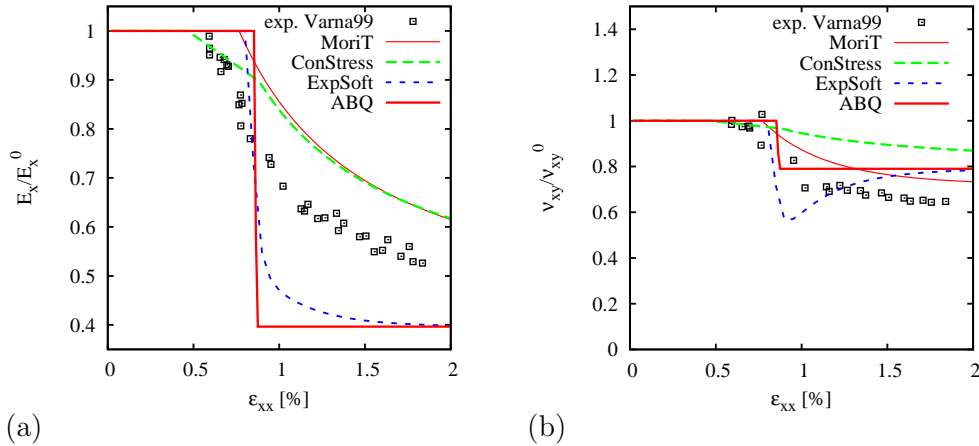 exp. Varna99
MoriT
ConStress
ExpSoft
ABQ
1
0.9
0.8
0.7
0.6
0.5
0.4
0 0.5 1 1.5 2
E_x/E_x^0
ε_xx [%]
(a)
exp. Varna99
MoriT
ConStress
ExpSoft
ABQ
1.4
1.2
1
0.8
0.6
0.4
0.2
0
0 0.5 1 1.5 2
ν_xy/ν_xy^0
ε_xx [%]
(b)